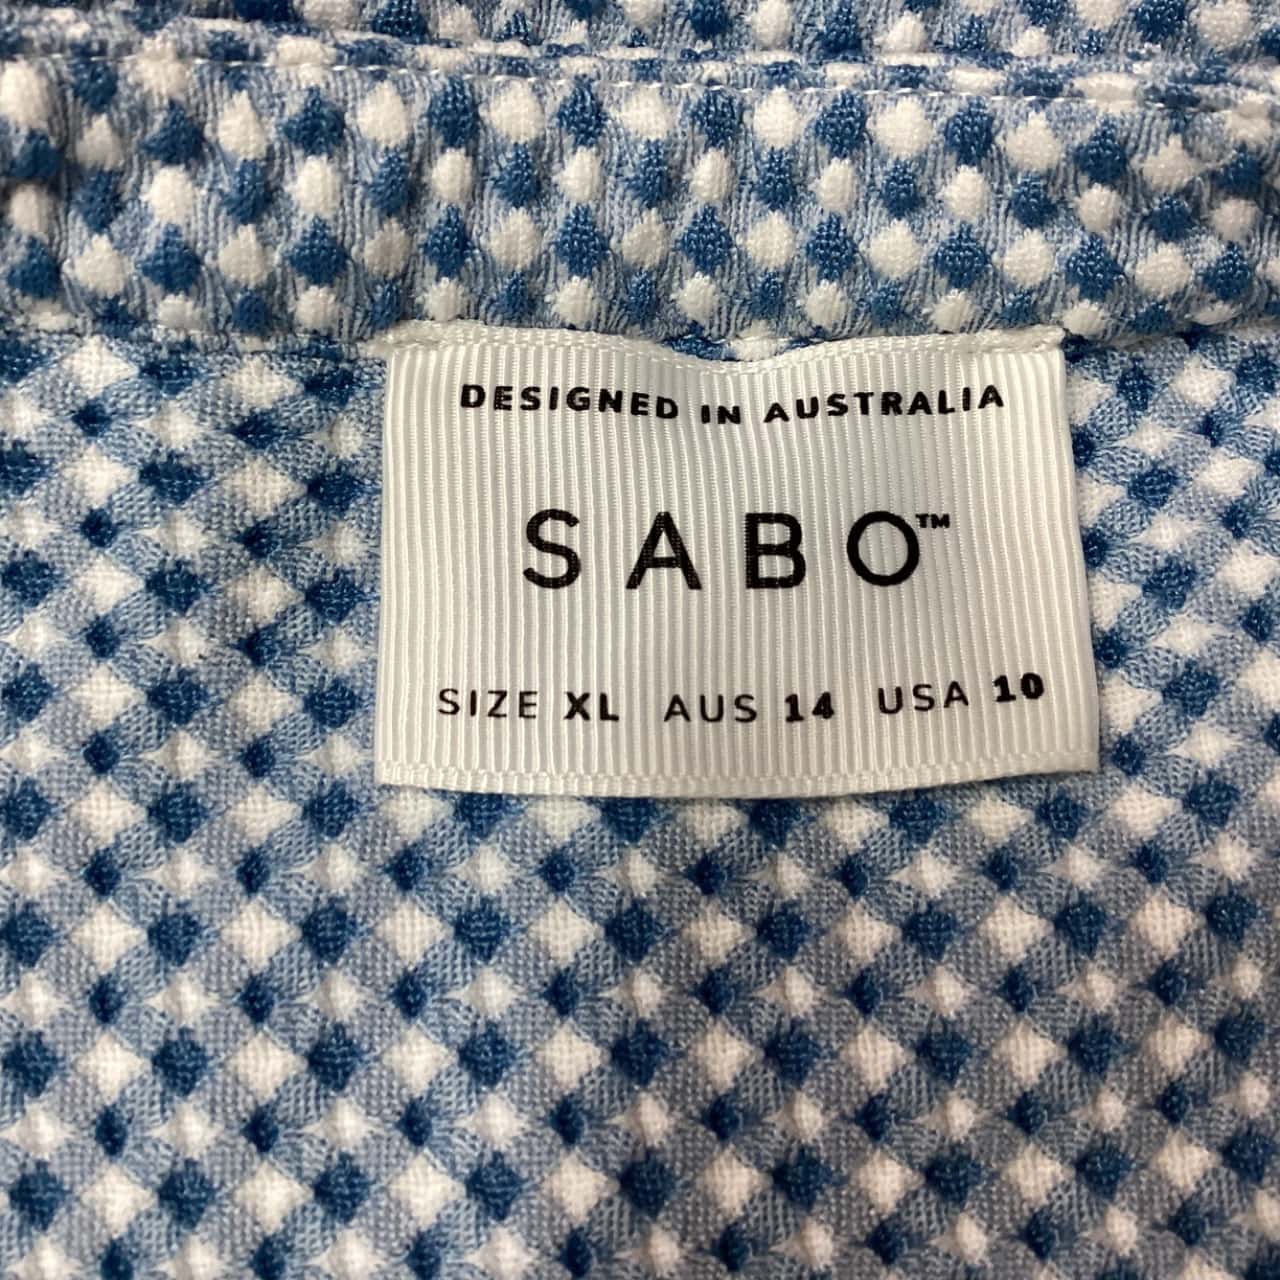 DESIGNED IN AUSTRALIA
SABO™
SIZE XL AUS 14 USA 10